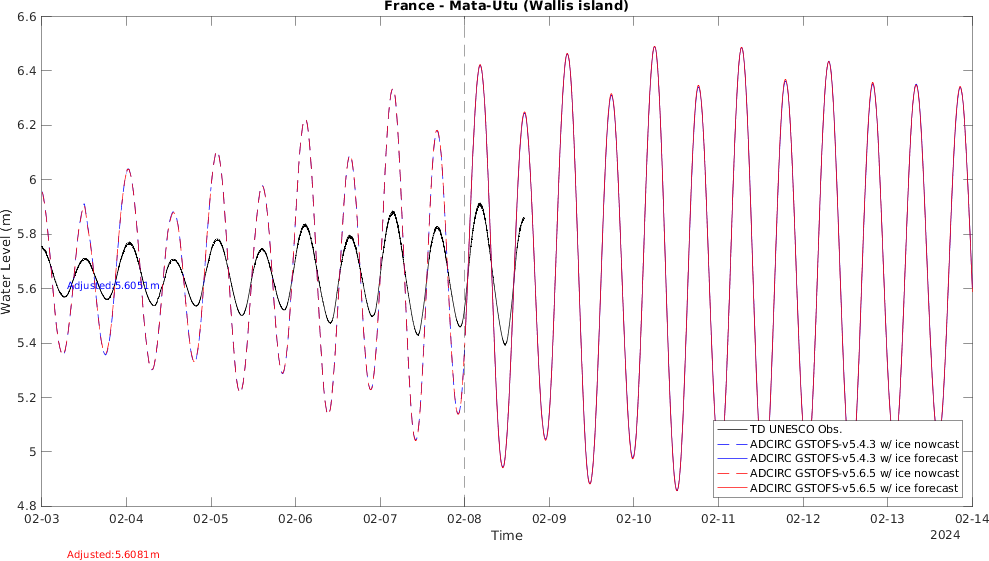 France - Mata-Utu (Wallis island)
6.6
6.4
6.2
6
5.8
5.6
5.4
5.2
5
4.8
Water Level (m)
Adjusted:5.6051m
TD UNESCO Obs.
ADCIRC GSTOFS-v5.4.3 w/ ice nowcast
ADCIRC GSTOFS-v5.4.3 w/ ice forecast
ADCIRC GSTOFS-v5.6.5 w/ ice nowcast
ADCIRC GSTOFS-v5.6.5 w/ ice forecast
02-03 02-04 02-05 02-06 02-07 02-08 02-09 02-10 02-11 02-12 02-13 02-14
Time
2024
Adjusted:5.6081m